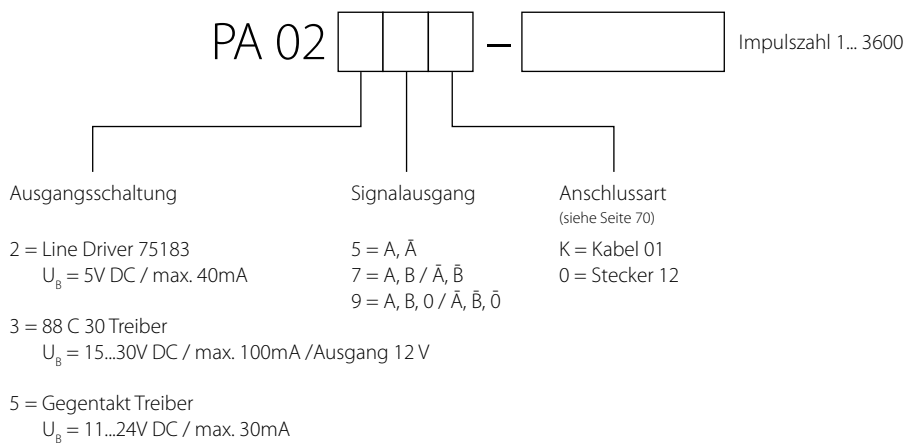 PA 02 – Impulszahl 1... 3600
Ausgangsschaltung
2 = Line Driver 75183
U_B = 5V DC / max. 40mA
3 = 88 C 30 Treiber
U_B = 15...30V DC / max. 100mA /Ausgang 12 V
5 = Gegentakt Treiber
U_B = 11...24V DC / max. 30mA
Signalausgang
5 = A, Ā
7 = A, B / Ā, B̄
9 = A, B, 0 / Ā, B̄, 0̄
Anschlussart
(siehe Seite 70)
K = Kabel 01
0 = Stecker 12